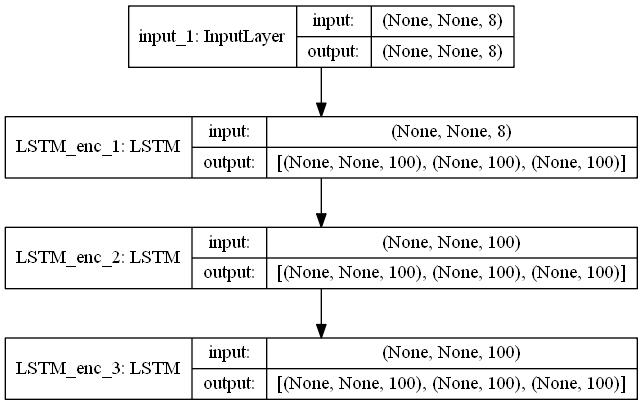 input_1: InputLayer
input: (None, None, 8)
output: (None, None, 8)
LSTM_enc_1: LSTM
input: (None, None, 8)
output: [(None, None, 100), (None, 100), (None, 100)]
LSTM_enc_2: LSTM
input: (None, None, 100)
output: [(None, None, 100), (None, 100), (None, 100)]
LSTM_enc_3: LSTM
input: (None, None, 100)
output: [(None, None, 100), (None, 100), (None, 100)]